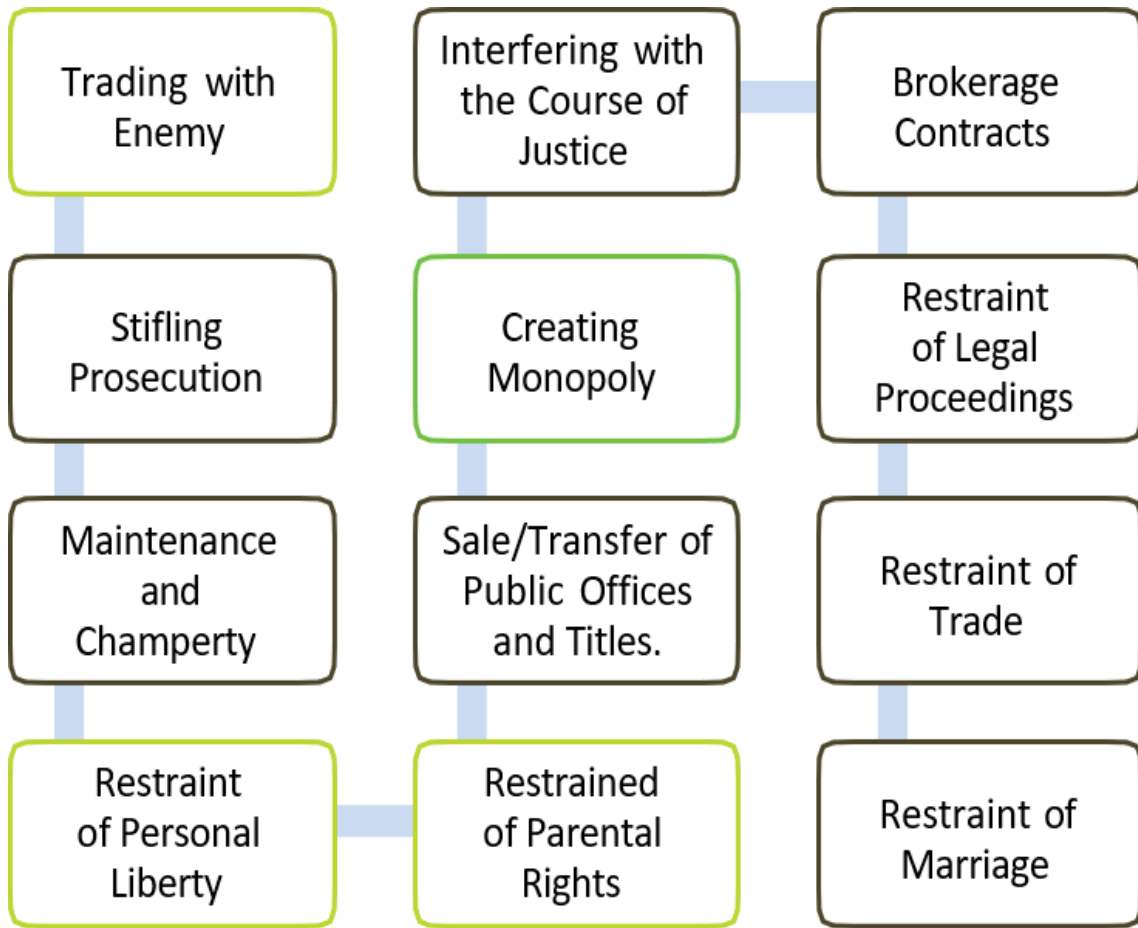 Trading with
Enemy
Stifling
Prosecution
Maintenance
and
Champerty
Restraint
of Personal
Liberty
Restrained
of Parental
Rights
Sale/Transfer of
Public Offices
and Titles.
Creating
Monopoly
Interfering with
the Course of
Justice
Brokerage
Contracts
Restraint
of Legal
Proceedings
Restraint of
Trade
Restraint of
Marriage